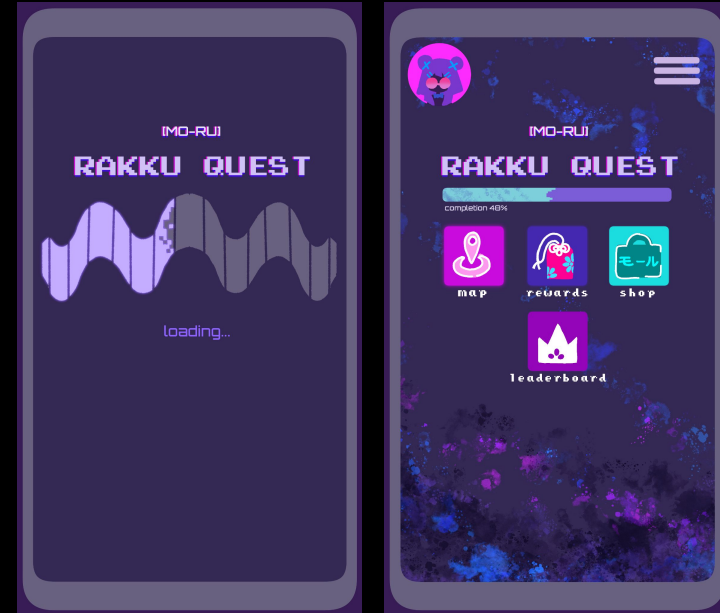 [MO-RU]
RAKKU QUEST
loading...
[MO-RU]
RAKKU QUEST
completion 48%
モール
map
rewards
shop
leaderboard